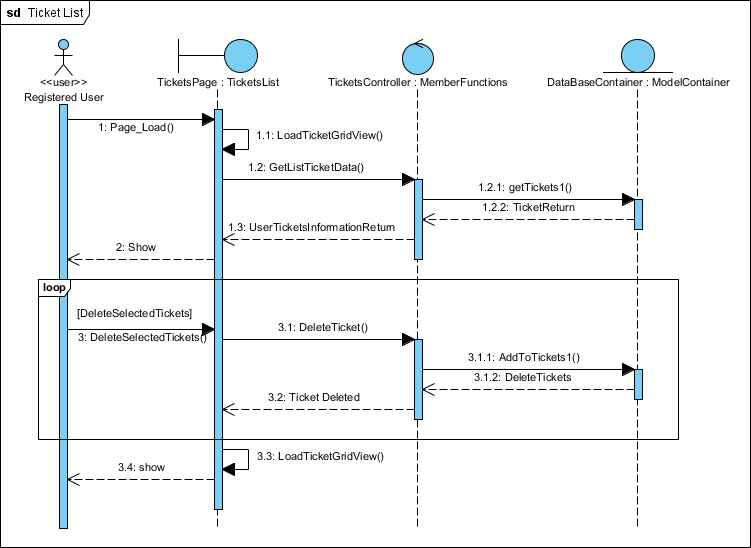 sd Ticket List
<<user>>
Registered User
TicketsPage : TicketsList
TicketsController : MemberFunctions
DataBaseContainer : ModelContainer
1: Page_Load()
1.1: LoadTicketGridView()
1.2: GetListTicketData()
1.2.1: getTickets1()
1.2.2: TicketReturn
1.3: UserTicketsInformationReturn
2: Show
loop
[DeleteSelectedTickets]
3: DeleteSelectedTickets()
3.1: DeleteTicket()
3.1.1: AddToTickets1()
3.1.2: DeleteTickets
3.2: Ticket Deleted
3.3: LoadTicketGridView()
3.4: show